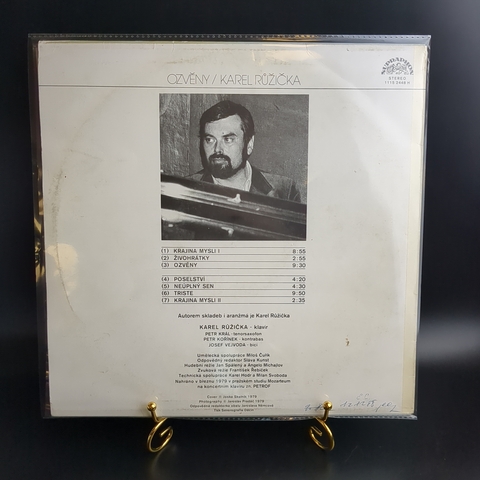 SUPRAPHON
STEREO
OZVĚNY / KAREL RŮŽIČKA
(1) KRAJINA MYSLI I 8:55
(2) ŽIVOHRÁTKY 2:55
(3) OZVĚNY 9:30
(4) POSELSTVÍ 4:20
(5) NEÚPLNÝ SEN 4:30
(6) TRISTE 9:50
(7) KRAJINA MYSLI II 2:35
Autorem skladeb i aranžmá je Karel Růžička
KAREL RŮŽIČKA - klavír
PETR KRÁL - tenorsaxofon
PETR KOŘÍNEK - kontrabas
JOSEF VEJVODA - bicí
Umělecká spolupráce Miloš Čuřík
Odpovědný redaktor Slava Kunst
Hudební režie Jan Spálený a Angelo Michajlov
Zvuková režie František Řebíček
Technická spolupráce Karel Hodr a Milan Svoboda
Nahráno v březnu 1978 v pražském studiu Mozarteum
na koncertním klavíru zn. PETROF